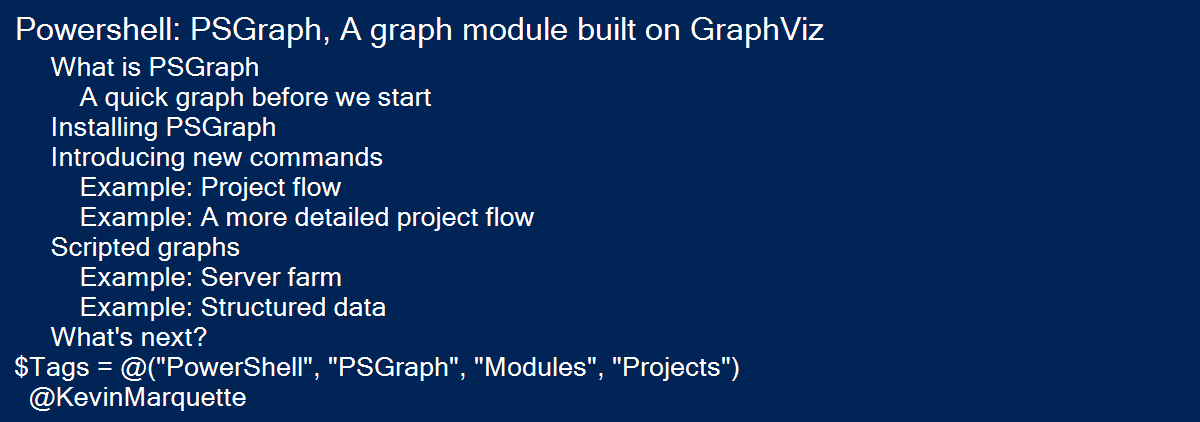 Powershell: PSGraph, A graph module built on GraphViz
What is PSGraph
A quick graph before we start
Installing PSGraph
Introducing new commands
Example: Project flow
Example: A more detailed project flow
Scripted graphs
Example: Server farm
Example: Structured data
What's next?
$Tags = @("PowerShell", "PSGraph", "Modules", "Projects")
@KevinMarquette